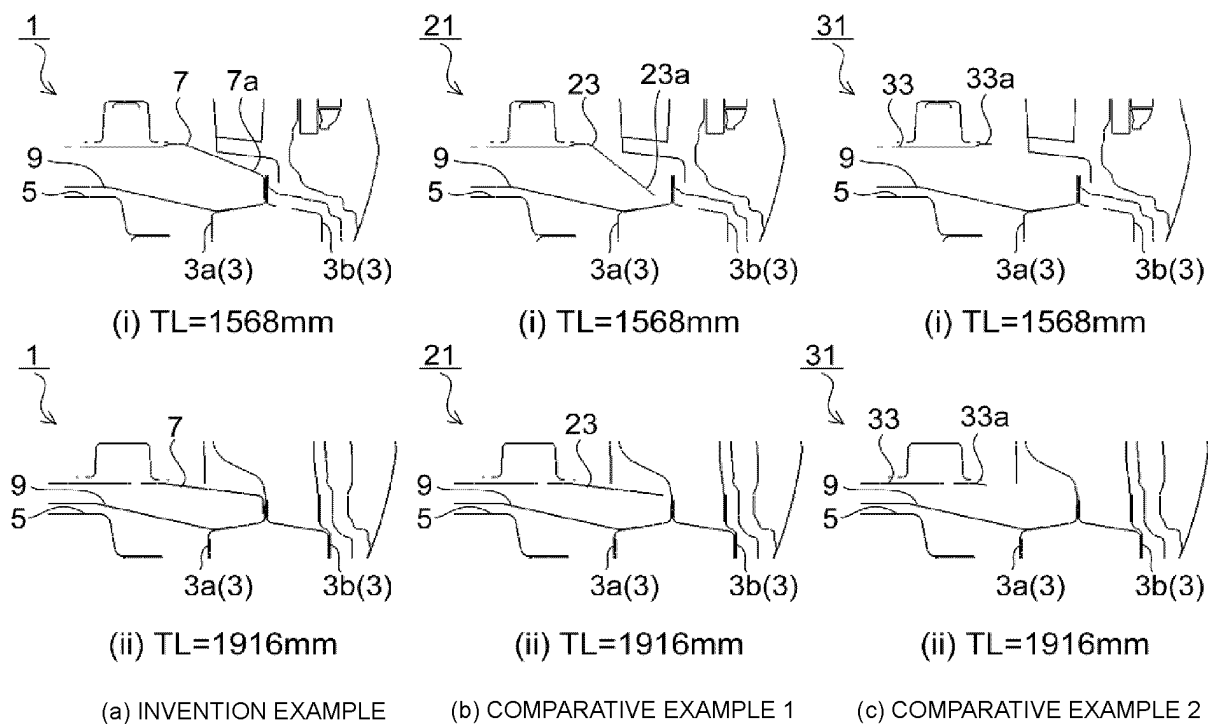 1
21
31
7
7a
23
23a
33
33a
9
9
9
5
5
5
3a(3)
3b(3)
3a(3)
3b(3)
3a(3)
3b(3)
(i) TL=1568mm
(i) TL=1568mm
(i) TL=1568mm
1
21
31
7
23
33
33a
9
9
9
5
5
5
3a(3)
3b(3)
3a(3)
3b(3)
3a(3)
3b(3)
(ii) TL=1916mm
(ii) TL=1916mm
(ii) TL=1916mm
(a) INVENTION EXAMPLE
(b) COMPARATIVE EXAMPLE 1
(c) COMPARATIVE EXAMPLE 2